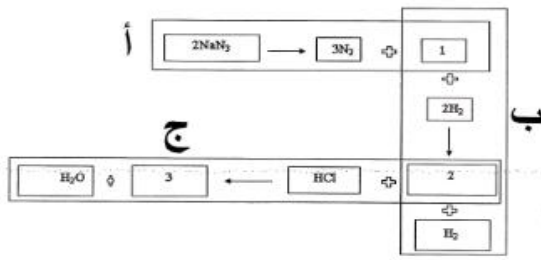 أ
2NaN₃ → 3N₂ + 1
+
2H₂
ب
↓
ج
H₂O + 3 ← HCl + 2
+
H₂